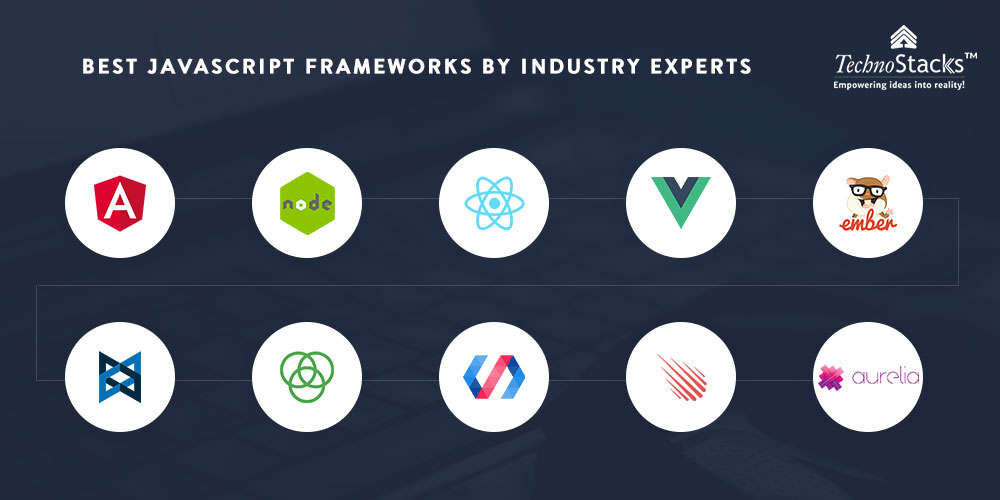 BEST JAVASCRIPT FRAMEWORKS BY INDUSTRY EXPERTS
TechnoStacks™
Empowering ideas into reality!
A
node
ember
aurelia